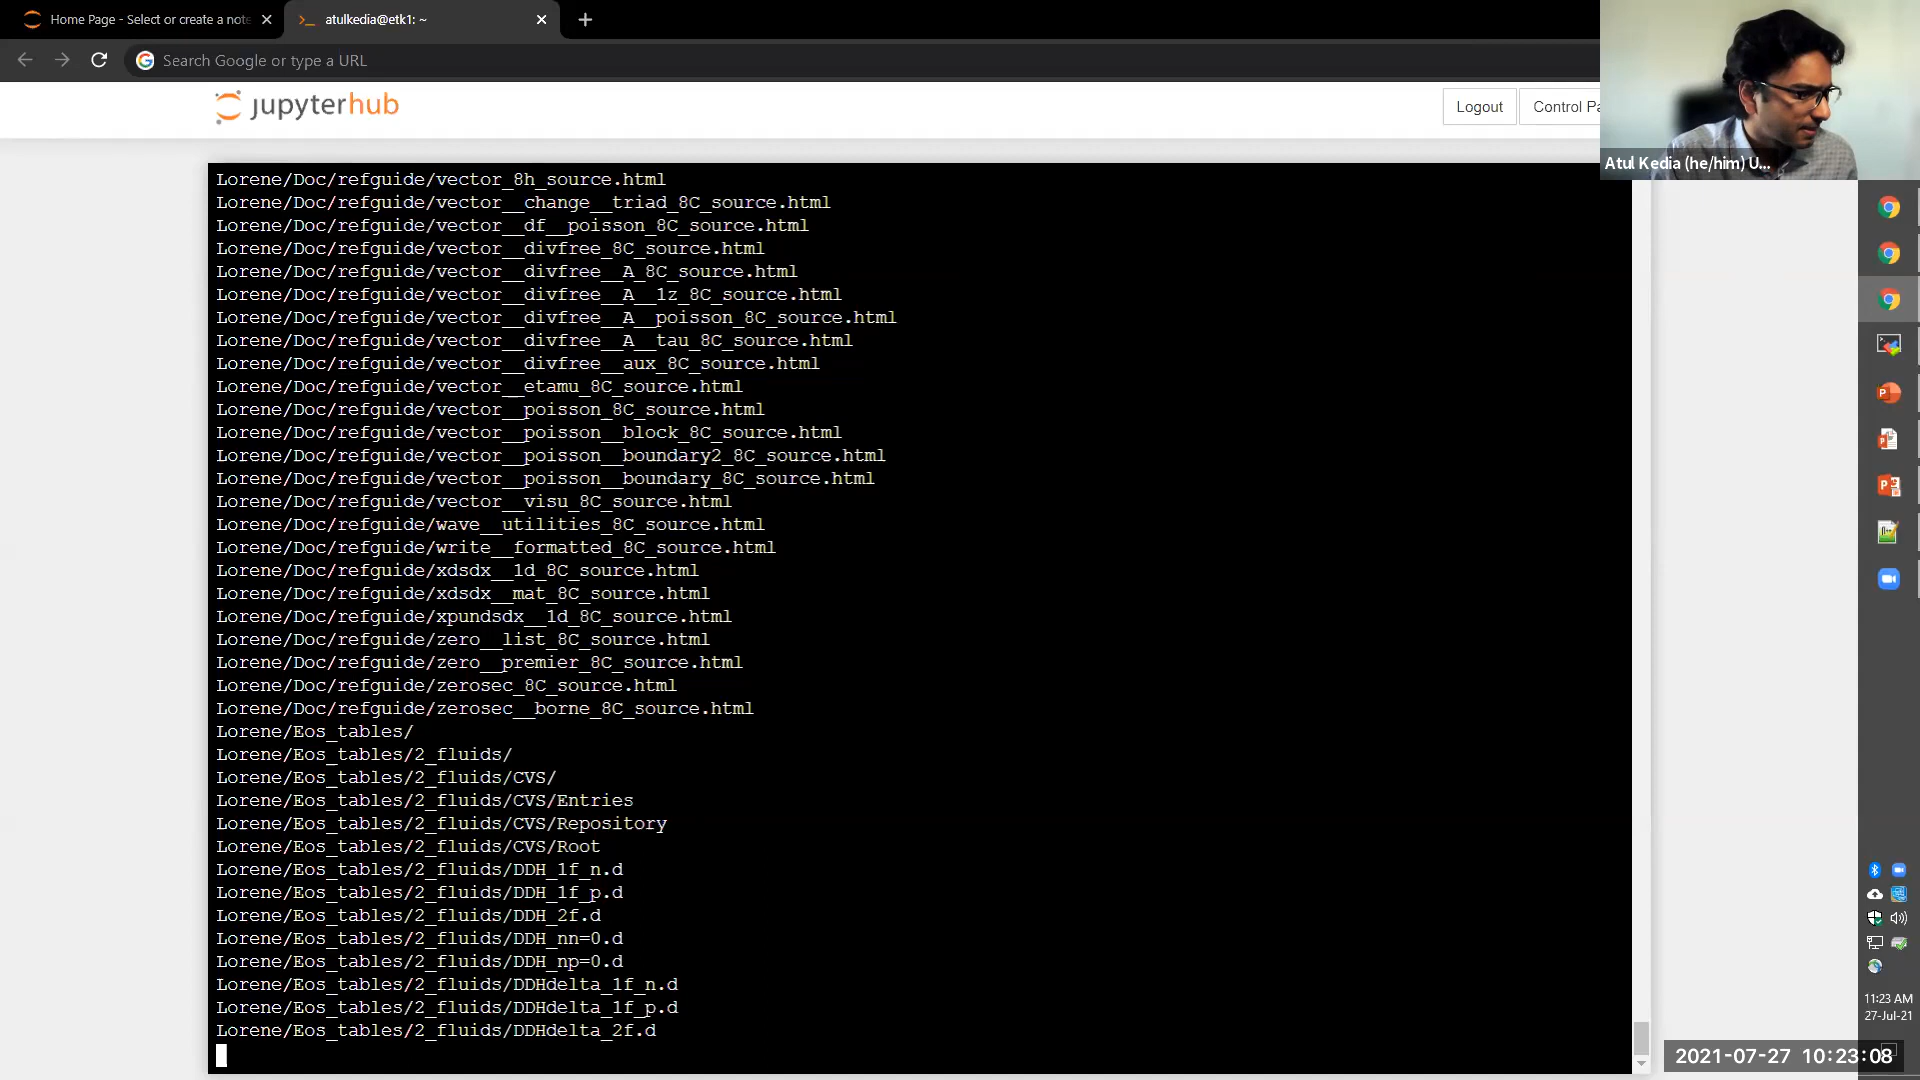 Home Page - Select or create a note
atulkedia@etk1: ~
Search Google or type a URL
jupyterhub
Logout
Control Pa
Atul Kedia (he/him) U...
Lorene/Doc/refguide/vector_8h_source.html
Lorene/Doc/refguide/vector__change__triad_8C_source.html
Lorene/Doc/refguide/vector__df__poisson_8C_source.html
Lorene/Doc/refguide/vector__divfree_8C_source.html
Lorene/Doc/refguide/vector__divfree__A_8C_source.html
Lorene/Doc/refguide/vector__divfree__A__1z_8C_source.html
Lorene/Doc/refguide/vector__divfree__A__poisson_8C_source.html
Lorene/Doc/refguide/vector__divfree__A__tau_8C_source.html
Lorene/Doc/refguide/vector__divfree__aux_8C_source.html
Lorene/Doc/refguide/vector__etamu_8C_source.html
Lorene/Doc/refguide/vector__poisson_8C_source.html
Lorene/Doc/refguide/vector__poisson__block_8C_source.html
Lorene/Doc/refguide/vector__poisson__boundary2_8C_source.html
Lorene/Doc/refguide/vector__poisson__boundary_8C_source.html
Lorene/Doc/refguide/vector__visu_8C_source.html
Lorene/Doc/refguide/wave__utilities_8C_source.html
Lorene/Doc/refguide/write__formatted_8C_source.html
Lorene/Doc/refguide/xdsdx__1d_8C_source.html
Lorene/Doc/refguide/xdsdx__mat_8C_source.html
Lorene/Doc/refguide/xpundsdx__1d_8C_source.html
Lorene/Doc/refguide/zero__list_8C_source.html
Lorene/Doc/refguide/zero__premier_8C_source.html
Lorene/Doc/refguide/zerosec_8C_source.html
Lorene/Doc/refguide/zerosec__borne_8C_source.html
Lorene/Eos_tables/
Lorene/Eos_tables/2_fluids/
Lorene/Eos_tables/2_fluids/CVS/
Lorene/Eos_tables/2_fluids/CVS/Entries
Lorene/Eos_tables/2_fluids/CVS/Repository
Lorene/Eos_tables/2_fluids/CVS/Root
Lorene/Eos_tables/2_fluids/DDH_1f_n.d
Lorene/Eos_tables/2_fluids/DDH_1f_p.d
Lorene/Eos_tables/2_fluids/DDH_2f.d
Lorene/Eos_tables/2_fluids/DDH_nn=0.d
Lorene/Eos_tables/2_fluids/DDH_np=0.d
Lorene/Eos_tables/2_fluids/DDHdelta_1f_n.d
Lorene/Eos_tables/2_fluids/DDHdelta_1f_p.d
Lorene/Eos_tables/2_fluids/DDHdelta_2f.d
11:23 AM
27-Jul-21
2021-07-27 10:23:08